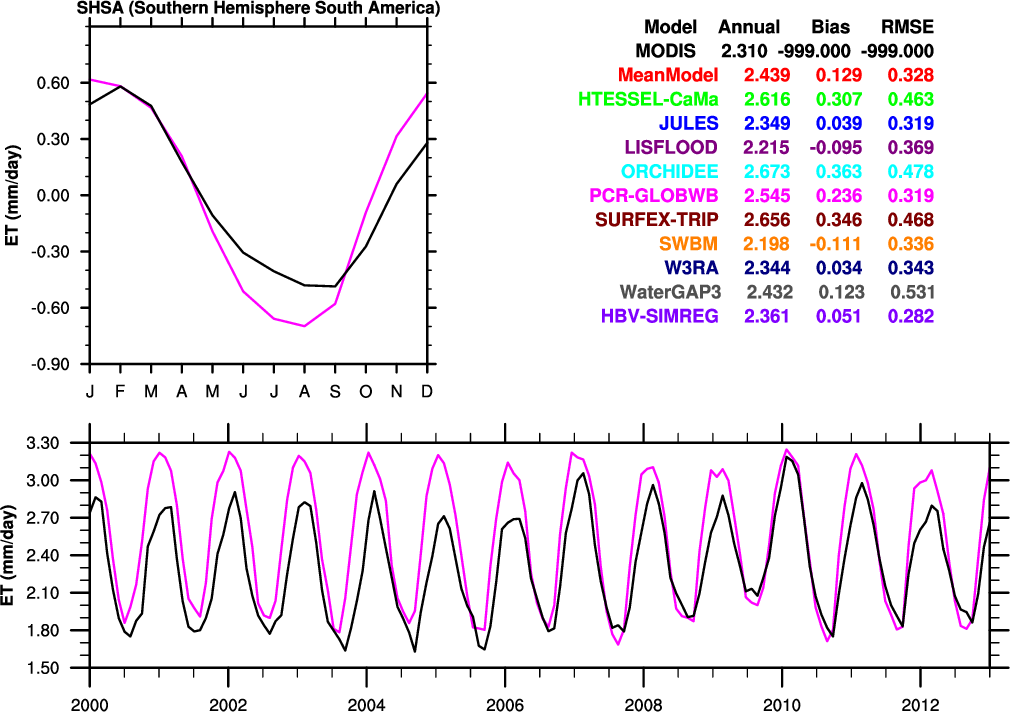 SHSA (Southern Hemisphere South America)
ET (mm/day)
0.60
0.30
0.00
-0.30
-0.60
-0.90
J F M A M J J A S O N D
Model Annual Bias RMSE
MODIS 2.310 -999.000 -999.000
MeanModel 2.439 0.129 0.328
HTESSEL-CaMa 2.616 0.307 0.463
JULES 2.349 0.039 0.319
LISFLOOD 2.215 -0.095 0.369
ORCHIDEE 2.673 0.363 0.478
PCR-GLOBWB 2.545 0.236 0.319
SURFEX-TRIP 2.656 0.346 0.468
SWBM 2.198 -0.111 0.336
W3RA 2.344 0.034 0.343
WaterGAP3 2.432 0.123 0.531
HBV-SIMREG 2.361 0.051 0.282
ET (mm/day)
3.30
3.00
2.70
2.40
2.10
1.80
1.50
2000 2002 2004 2006 2008 2010 2012